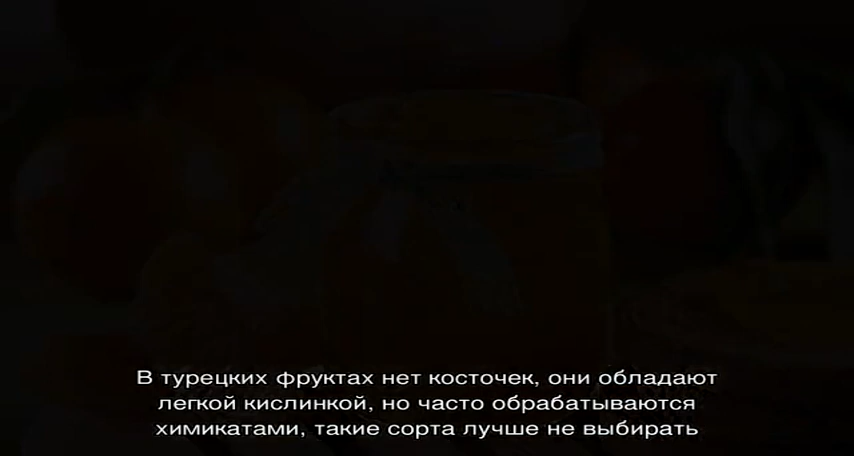 В турецких фруктах нет косточек, они обладают
легкой кислинкой, но часто обрабатываются
химикатами, такие сорта лучше не выбирать